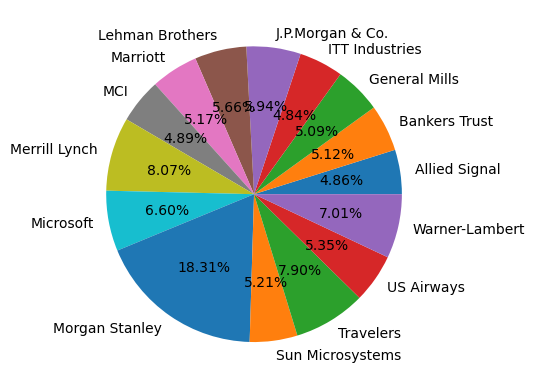 Lehman Brothers
J.P.Morgan & Co.
ITT Industries
Marriott
General Mills
MCI
Bankers Trust
Merrill Lynch
Allied Signal
Microsoft
Warner-Lambert
US Airways
Morgan Stanley
Travelers
Sun Microsystems
5.66%
5.94%
4.84%
5.17%
5.09%
4.89%
5.12%
8.07%
4.86%
6.60%
7.01%
5.35%
18.31%
7.90%
5.21%